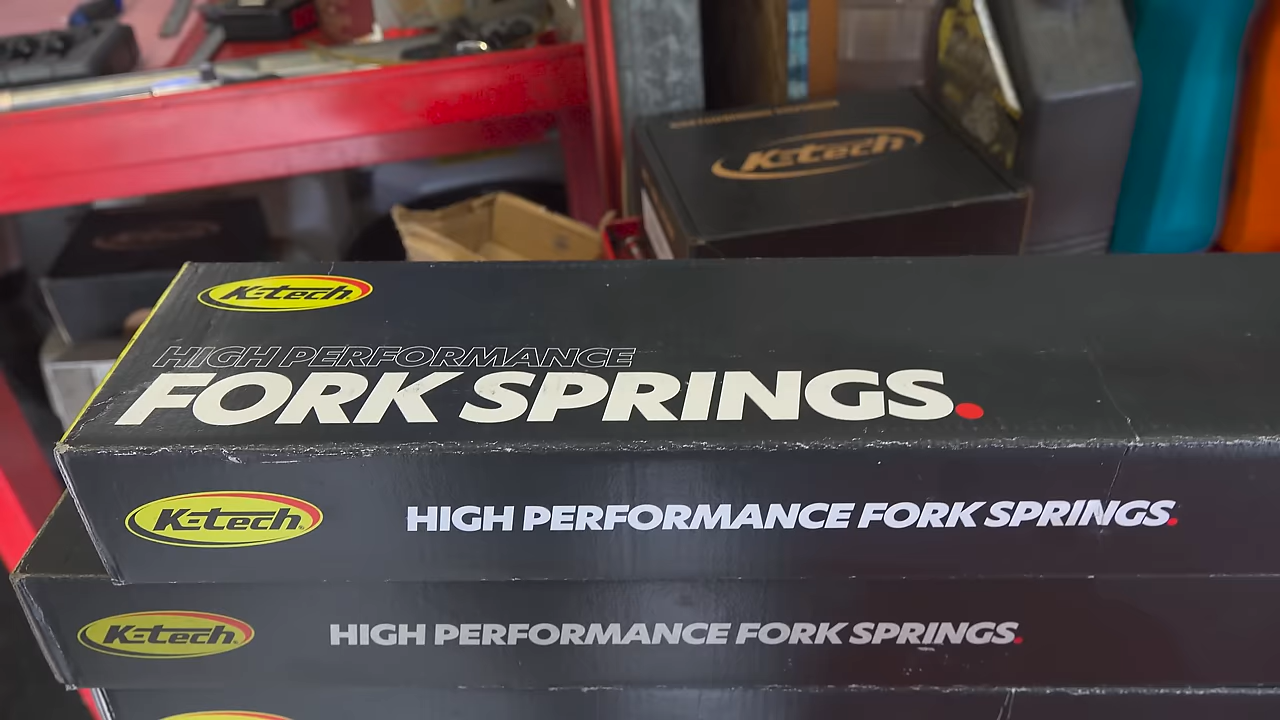 K-tech
K-tech
HIGH PERFORMANCE
FORK SPRINGS.
K-tech
HIGH PERFORMANCE FORK SPRINGS.
K-tech
HIGH PERFORMANCE FORK SPRINGS.